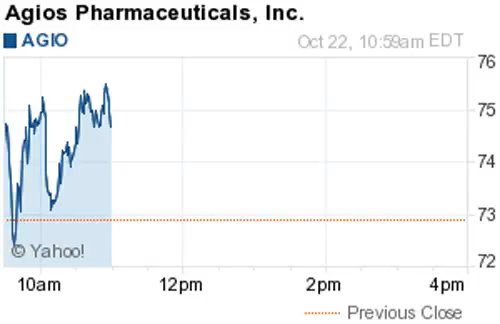 Agios Pharmaceuticals, Inc.
AGIO Oct 22, 10:59am EDT
76
75
74
73
72
© Yahoo!
10am 12pm 2pm 4pm
Previous Close